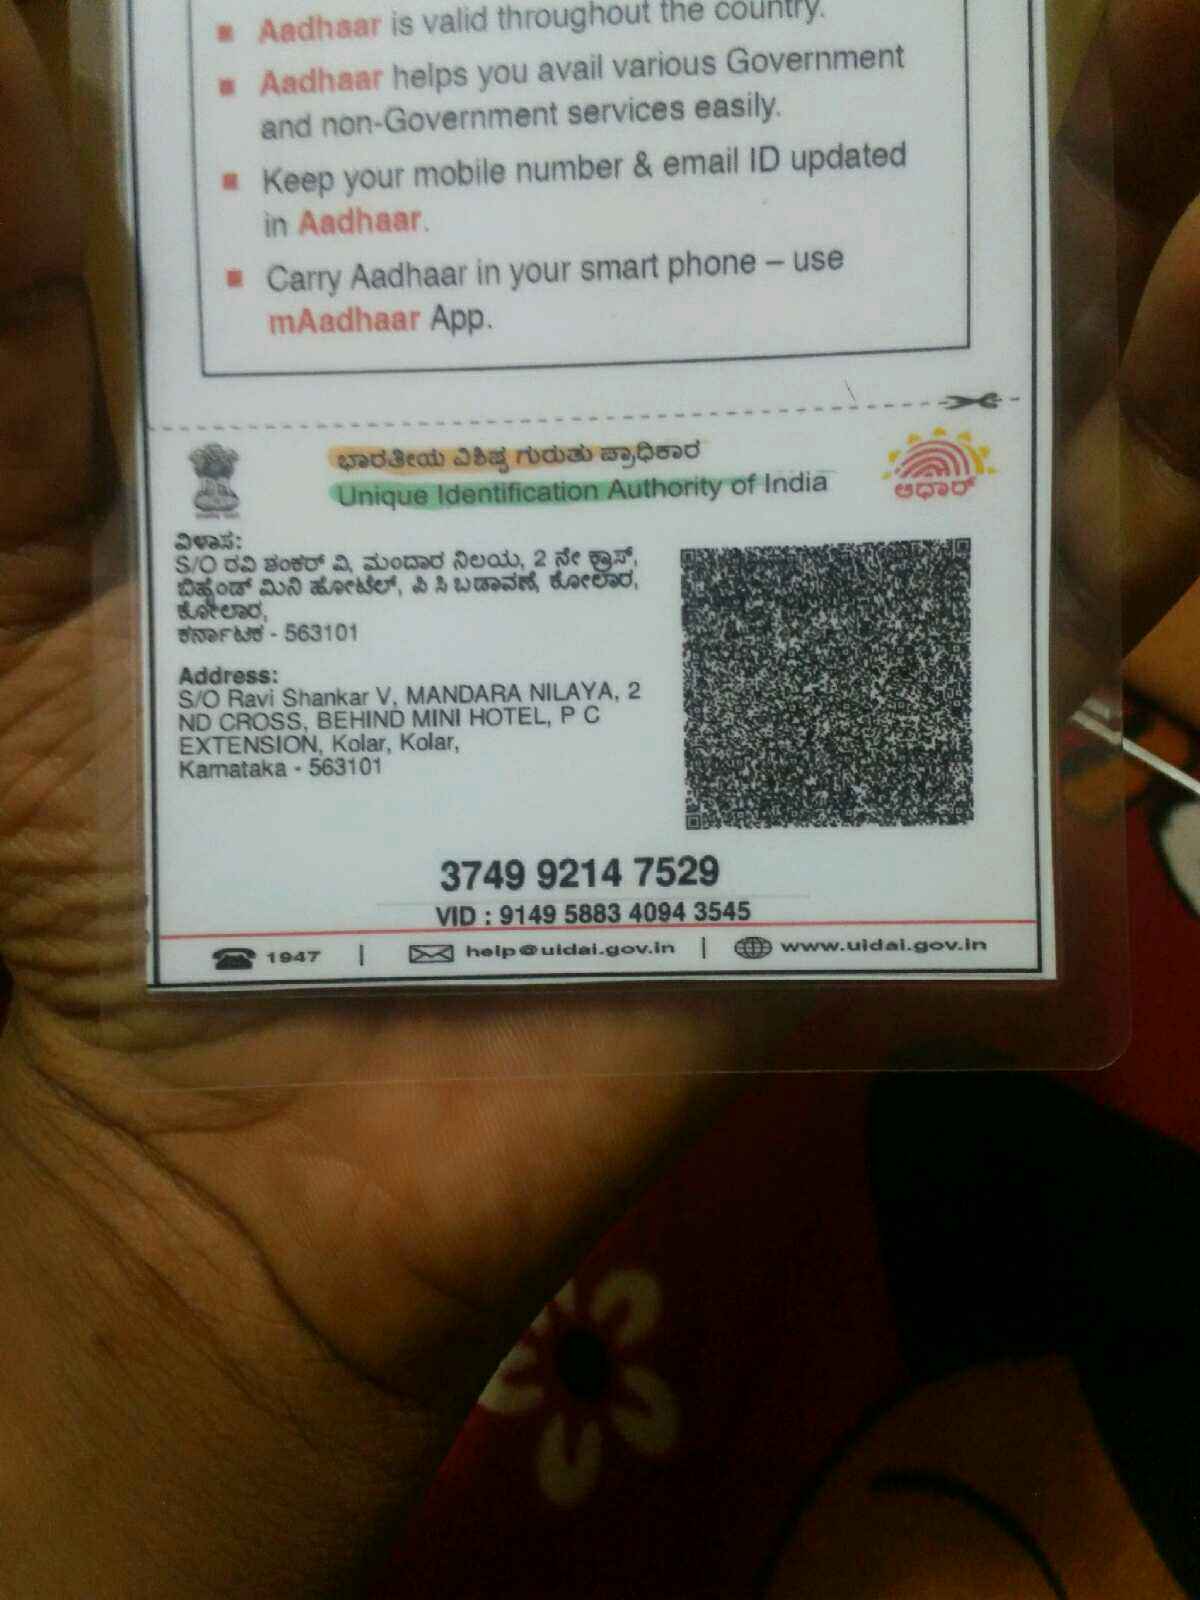 Aadhaar is valid throughout the country.
Aadhaar helps you avail various Government
and non-Government services easily.
Keep your mobile number & email ID updated
in Aadhaar.
Carry Aadhaar in your smart phone – use
mAadhaar App.
ಭಾರತೀಯ ವಿಶಿಷ್ಟ ಗುರುತು ಪ್ರಾಧಿಕಾರ
Unique Identification Authority of India
ಆಧಾರ್
ವಿಳಾಸ:
S/O ರವಿ ಶಂಕರ್ ವಿ, ಮಂದಾರ ನಿಲಯ, 2 ನೇ ಕ್ರಾಸ್,
ಬಿಹೈಂಡ್ ಮಿನಿ ಹೋಟೆಲ್, ಪಿ ಸಿ ಬಡಾವಣೆ, ಕೋಲಾರ,
ಕೋಲಾರ,
ಕರ್ನಾಟಕ - 563101
Address:
S/O Ravi Shankar V, MANDARA NILAYA, 2
ND CROSS, BEHIND MINI HOTEL, P C
EXTENSION, Kolar, Kolar,
Karnataka - 563101
3749 9214 7529
VID : 9149 5883 4094 3545
1947 | help@uidai.gov.in | www.uidai.gov.in